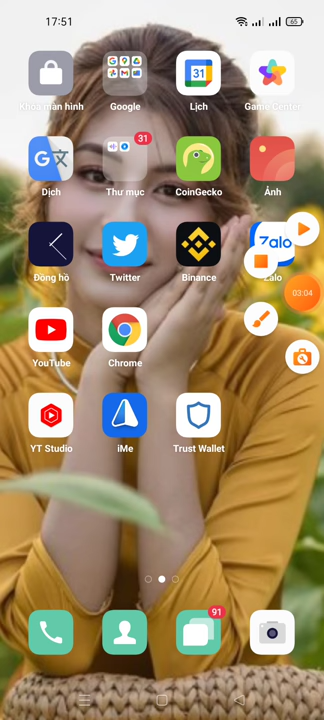 17:51
65
Khóa màn hình
Google
31
Lịch
Game Center
G
Dịch
31
Thư mục
CoinGecko
Ảnh
Đồng hồ
Twitter
Binance
Zalo
Zalo
03:04
YouTube
Chrome
YT Studio
iMe
Trust Wallet
91